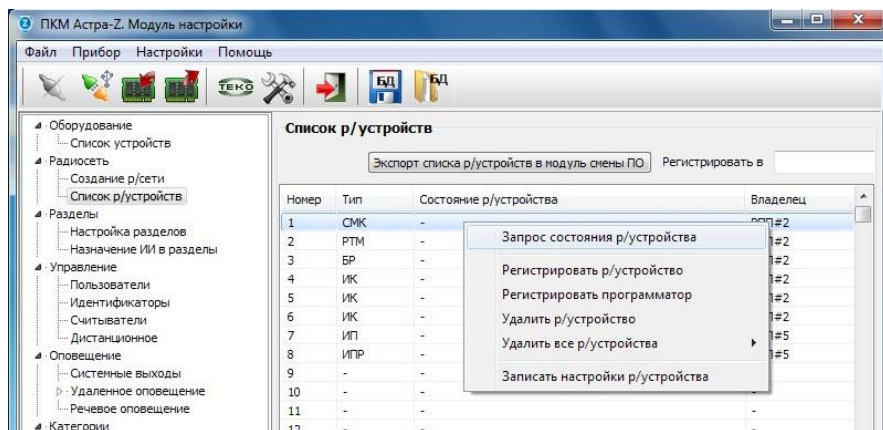 ПКМ Астра-Z. Модуль настройки
Файл Прибор Настройки Помощь
ТЕКО БД БД
Оборудование
Список устройств
Радиосеть
Создание р/сети
Список р/устройств
Разделы
Настройка разделов
Назначение ИИ в разделы
Управление
Пользователи
Идентификаторы
Считыватели
Дистанционное
Оповещение
Системные выходы
Удаленное оповещение
Речевое оповещение
Категории
Список р/устройств
Экспорт списка р/устройств в модуль смены ПО Регистрировать в
Номер Тип Состояние р/устройства Владелец
1 СМК - РПП#2
2 РТМ - #2
3 БР - #2
4 ИК - #2
5 ИК - #2
6 ИК - #2
7 ИП - #5
8 ИПР - #5
9 - -
10 - - -
11 - - -
12 - - -
Запрос состояния р/устройства
Регистрировать р/устройство
Регистрировать программатор
Удалить р/устройство
Удалить все р/устройства
Записать настройки р/устройства